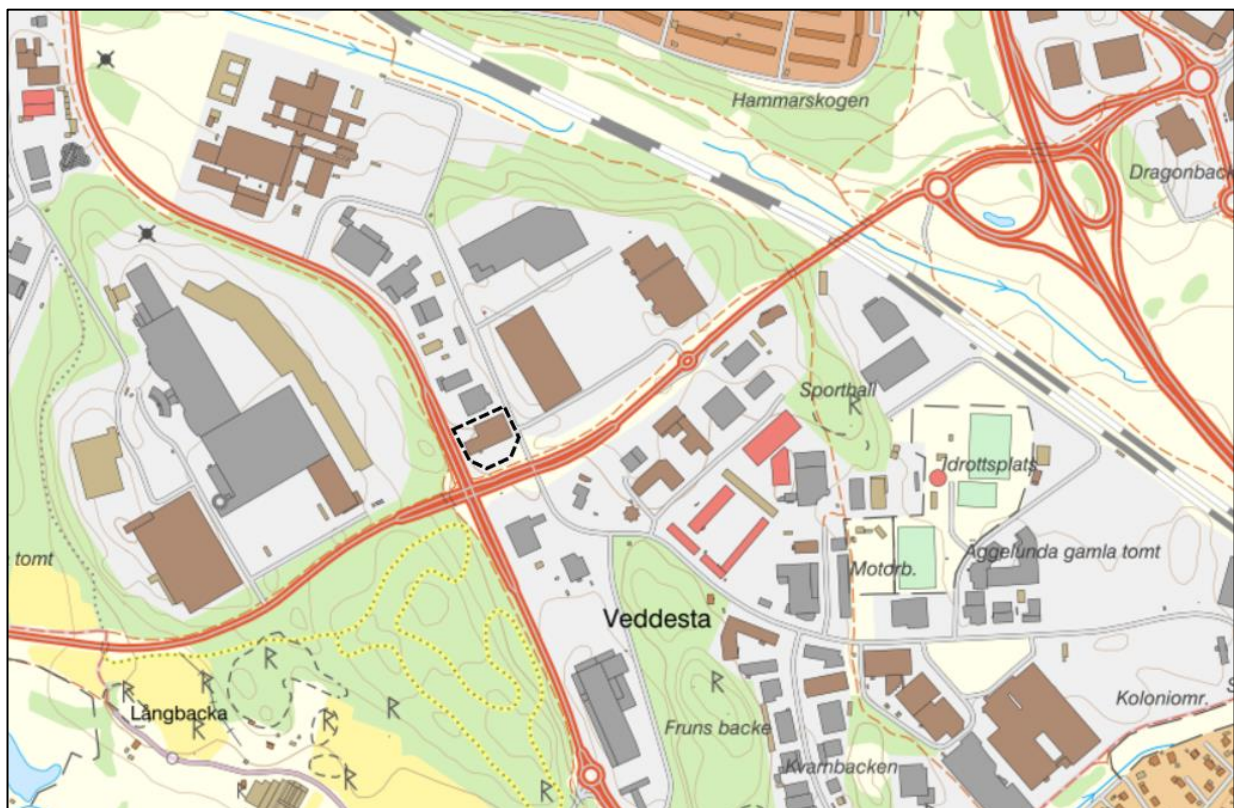 Hammarskogen
Dragonback
Sporthall
Idrottsplats
tomt
Äggelunda gamla tomt
Motorb.
Veddesta
Långbacka
Fruns backe
Koloniomr.
S
Kvarnbacken